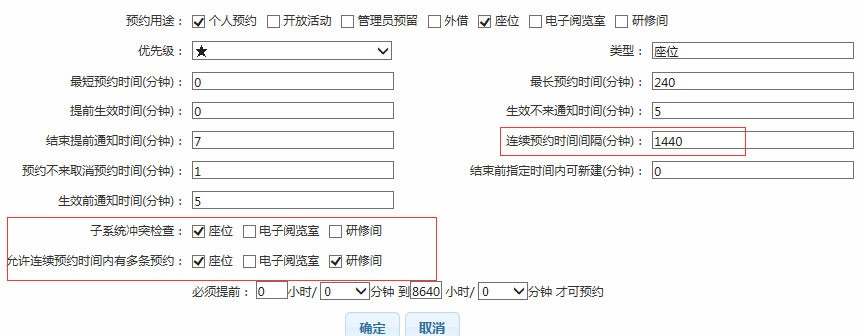 预约用途： 个人预约 开放活动 管理员预留 外借 座位 电子阅览室 研修间
优先级： ★ 类型： 座位
最短预约时间(分钟)： 0 最长预约时间(分钟)： 240
提前生效时间(分钟)： 0 生效不来通知时间(分钟)： 5
结束提前通知时间(分钟)： 7 连续预约时间间隔(分钟)： 1440
预约不来取消预约时间(分钟)： 1 结束前指定时间内可新建(分钟)： 0
生效前通知时间(分钟)： 5
子系统冲突检查： 座位 电子阅览室 研修间
允许连续预约时间内有多条预约： 座位 电子阅览室 研修间
必须提前： 0 小时/ 0 分钟 到 8640 小时/ 0 分钟 才可预约
确定 取消